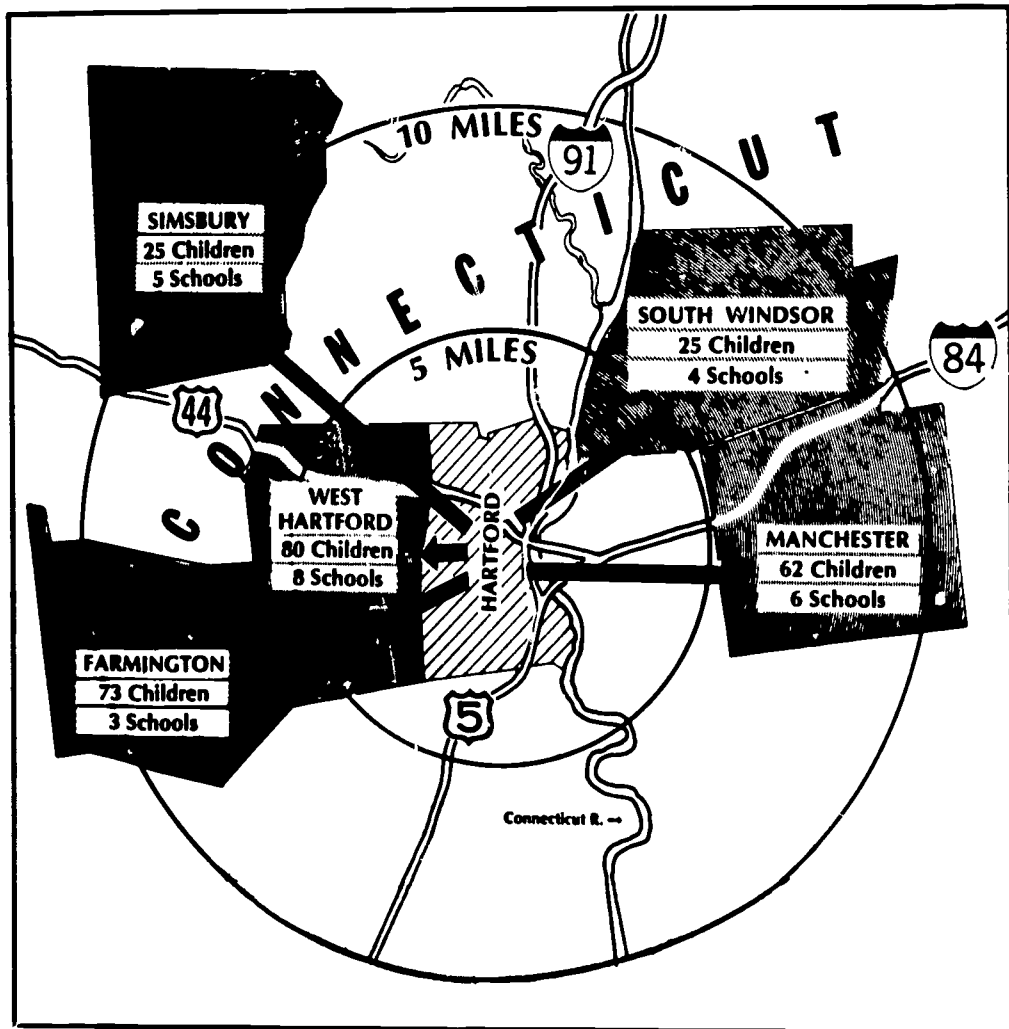 10 MILES
91
CONNECTICUT
SIMSBURY
25 Children
5 Schools
SOUTH WINDSOR
25 Children
4 Schools
5 MILES
84
44
WEST
HARTFORD
80 Children
8 Schools
HARTFORD
MANCHESTER
62 Children
6 Schools
FARMINGTON
73 Children
3 Schools
5
Connecticut R. →